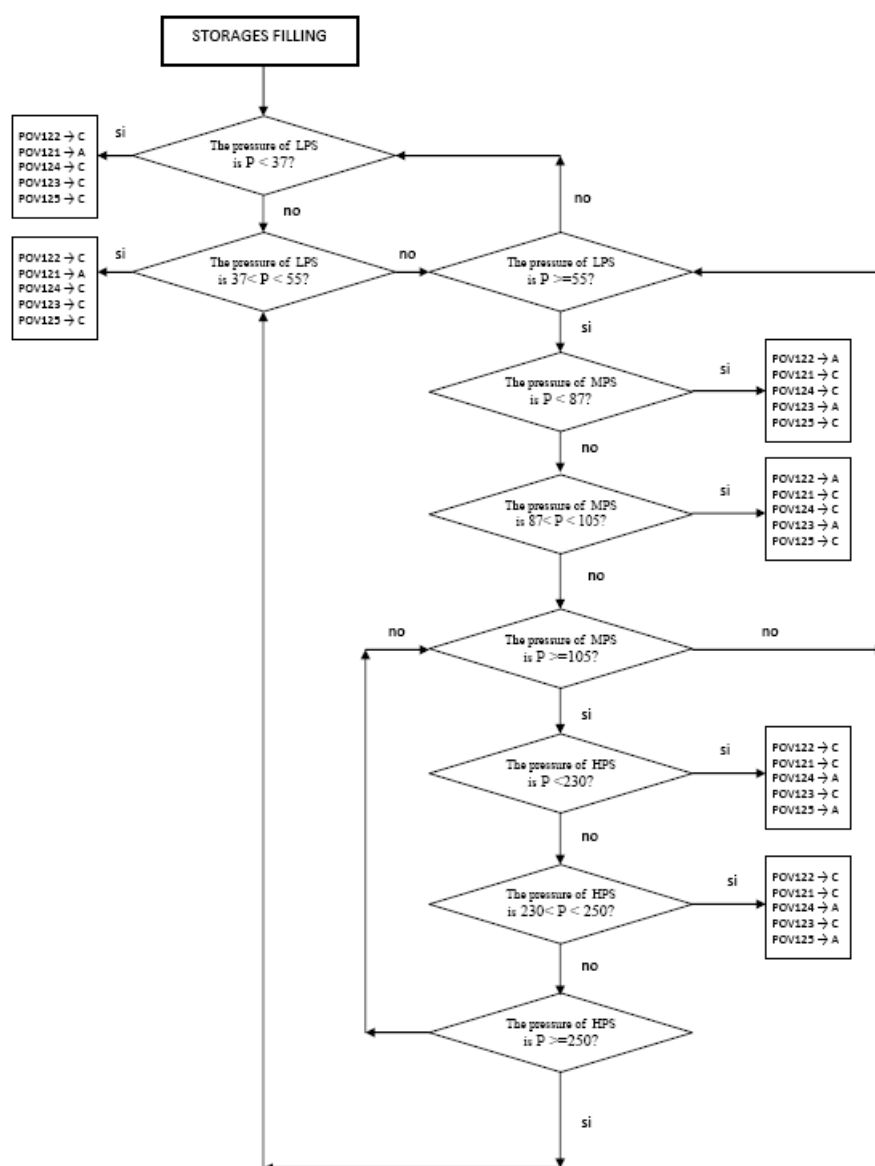 STORAGES FILLING
The pressure of LPS
is P < 37?
si
POV122 → C
POV121 → A
POV124 → C
POV123 → C
POV125 → C
no
no
The pressure of LPS
is 37< P < 55?
si
POV122 → C
POV121 → A
POV124 → C
POV123 → C
POV125 → C
no
The pressure of LPS
is P >=55?
si
The pressure of MPS
is P < 87?
si
POV122 → A
POV121 → C
POV124 → C
POV123 → A
POV125 → C
no
The pressure of MPS
is 87< P < 105?
si
POV122 → A
POV121 → C
POV124 → C
POV123 → A
POV125 → C
no
no
The pressure of MPS
is P >=105?
no
si
The pressure of HPS
is P <230?
si
POV122 → C
POV121 → C
POV124 → A
POV123 → C
POV125 → A
no
The pressure of HPS
is 230< P < 250?
si
POV122 → C
POV121 → C
POV124 → A
POV123 → C
POV125 → A
no
The pressure of HPS
is P >=250?
si